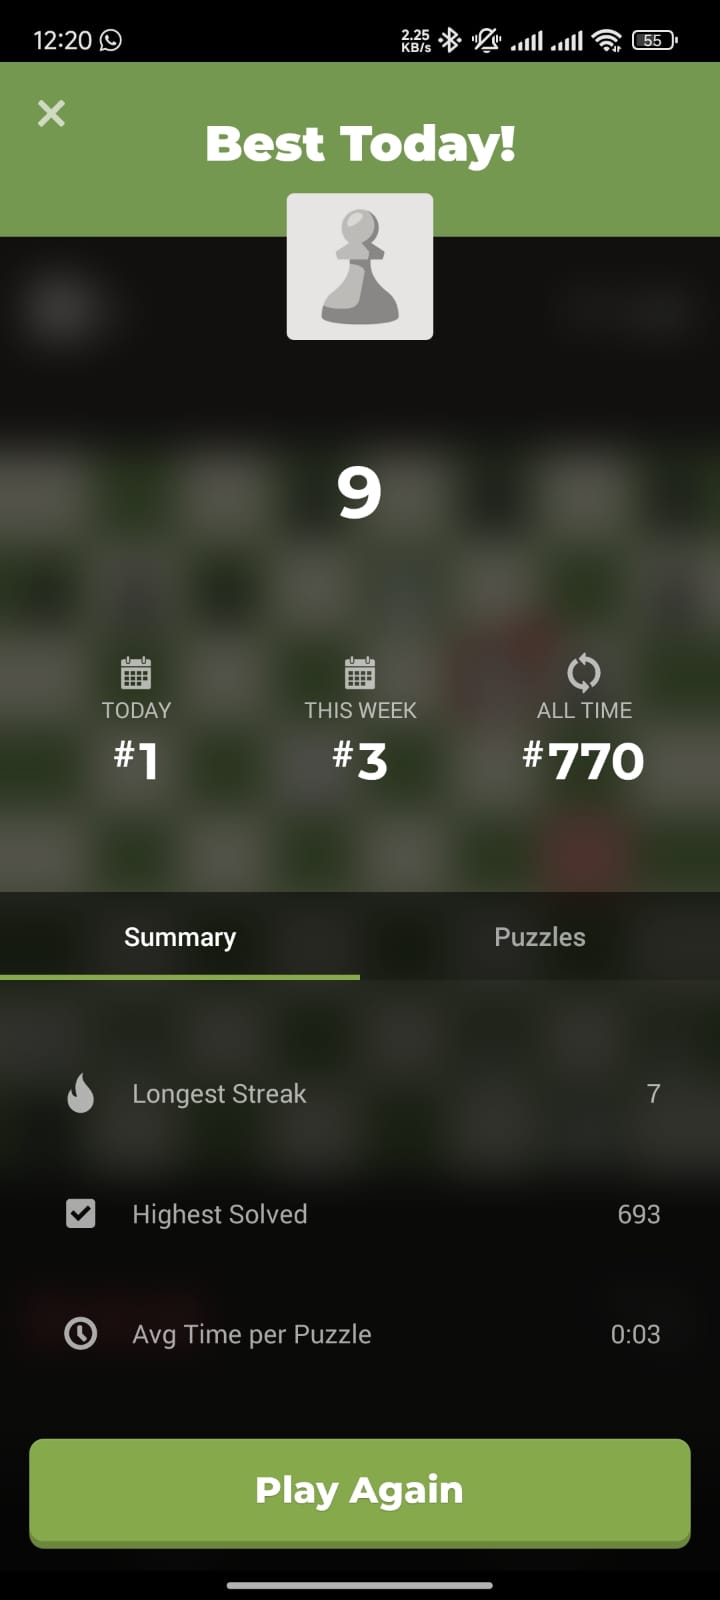 12:20 2.25 KB/s 55
Best Today!
9
TODAY THIS WEEK ALL TIME
#1 #3 #770
Summary Puzzles
Longest Streak 7
Highest Solved 693
Avg Time per Puzzle 0:03
Play Again